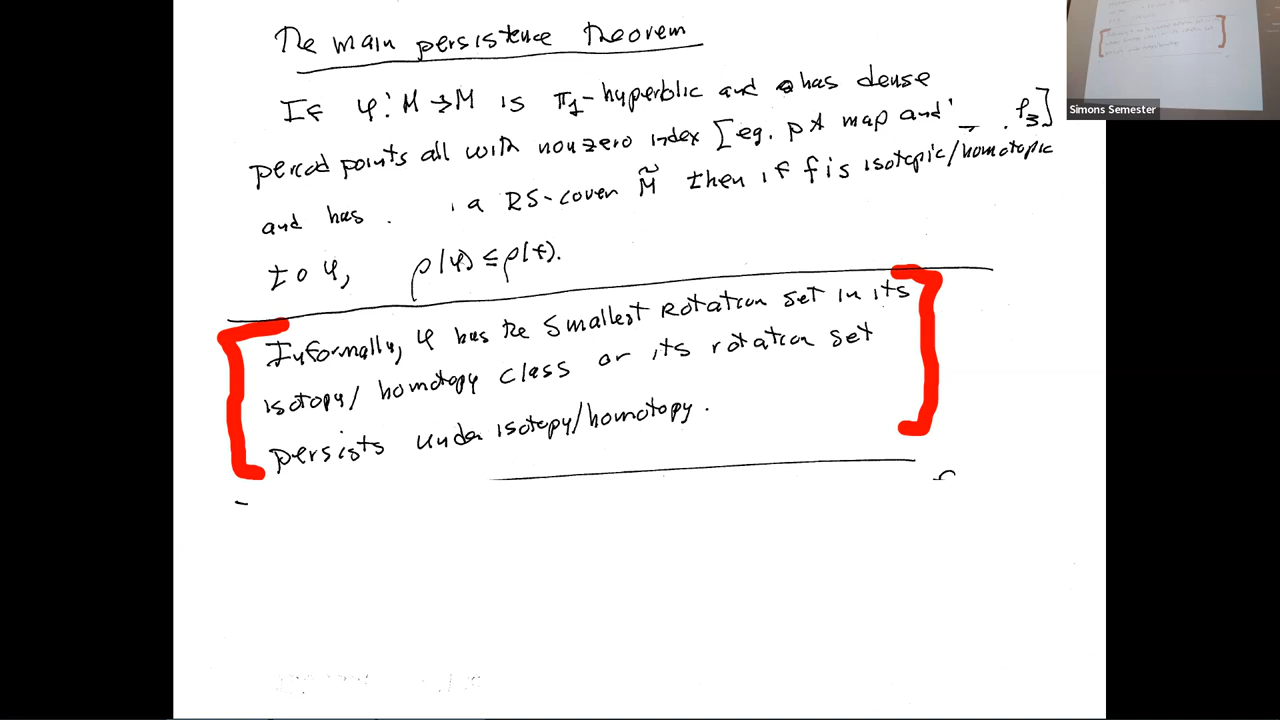 The main persistence theorem
If φ: M → M is π₁-hyperblic and has dense
period points all with nonzero index [eg. pA map and f₃]
and has a RS-cover M̃ then if f is isotopic/homotopic
to φ, ρ(φ) ⊆ ρ(f).
Informally, φ has the smallest rotation set in its
isotopy/ homotopy class or its rotation set
persists under isotopy/homotopy.
Simons Semester